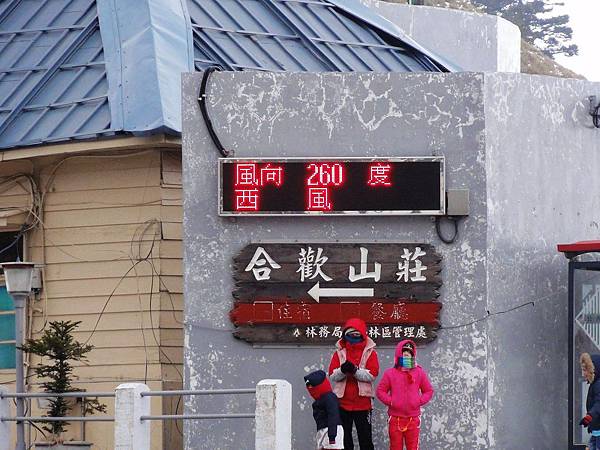 風向 260 度
西 風
合歡山莊
住宿 餐廳
林務局 林區管理處